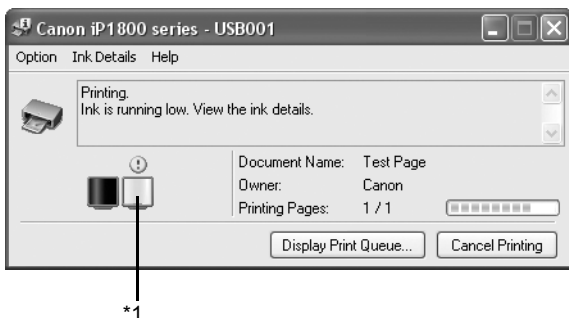 Canon iP1800 series - USB001
Option Ink Details Help
Printing.
Ink is running low. View the ink details.
Document Name: Test Page
Owner: Canon
Printing Pages: 1 / 1
Display Print Queue... Cancel Printing
*1